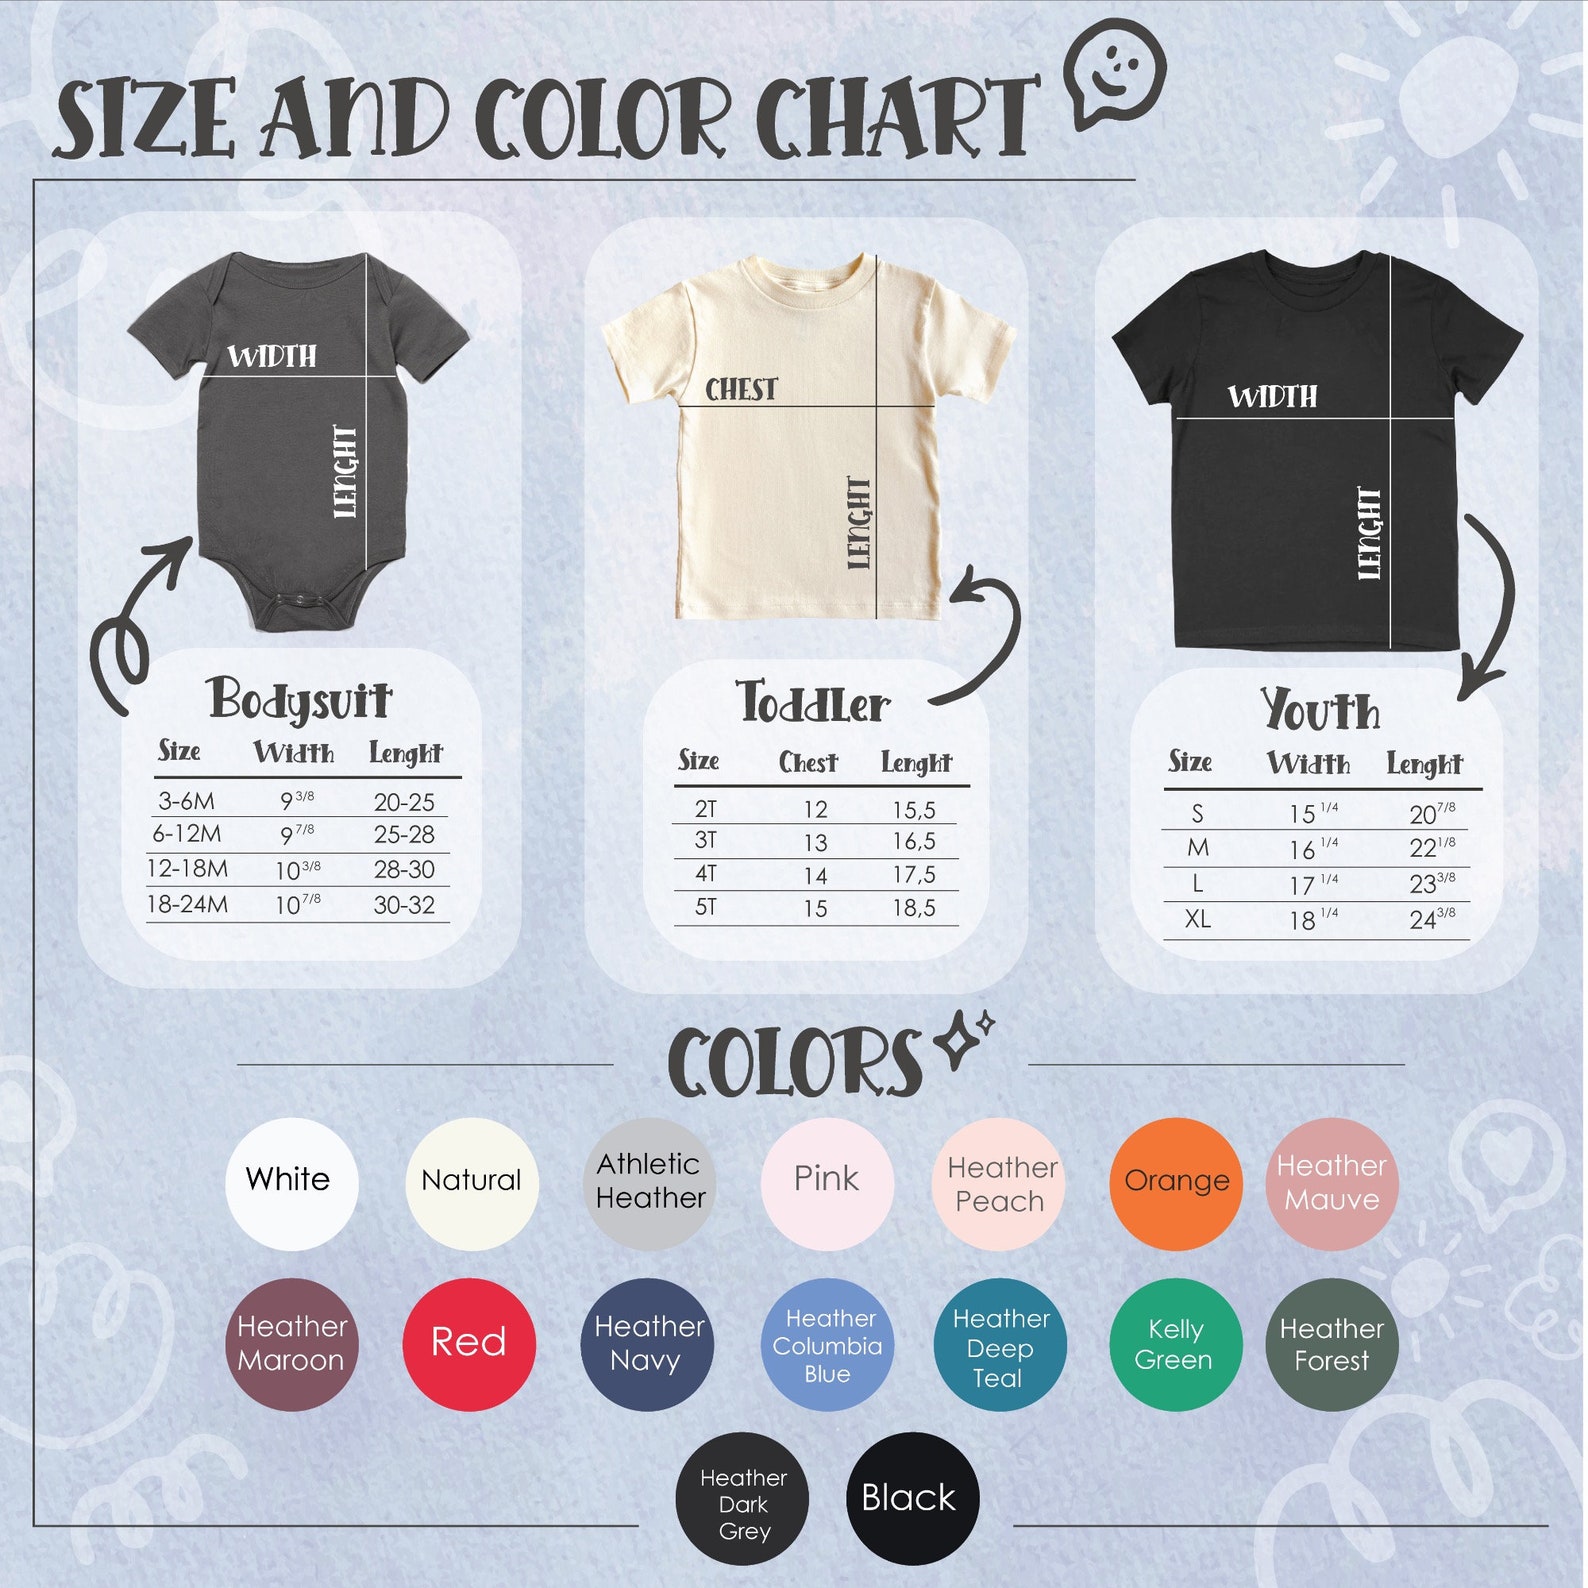 SIZE AND COLOR CHART
WIDTH
LENGHT
CHEST
LENGHT
WIDTH
LENGHT
Bodysuit
Size Width Lenght
3-6M 9 3/8 20-25
6-12M 9 7/8 25-28
12-18M 10 3/8 28-30
18-24M 10 7/8 30-32
Toddler
Size Chest Lenght
2T 12 15,5
3T 13 16,5
4T 14 17,5
5T 15 18,5
Youth
Size Width Lenght
S 15 1/4 20 7/8
M 16 1/4 22 1/8
L 17 1/4 23 3/8
XL 18 1/4 24 3/8
COLORS
White
Natural
Athletic
Heather
Pink
Heather
Peach
Orange
Heather
Mauve
Heather
Maroon
Red
Heather
Navy
Heather
Columbia
Blue
Heather
Deep
Teal
Kelly
Green
Heather
Forest
Heather
Dark
Grey
Black